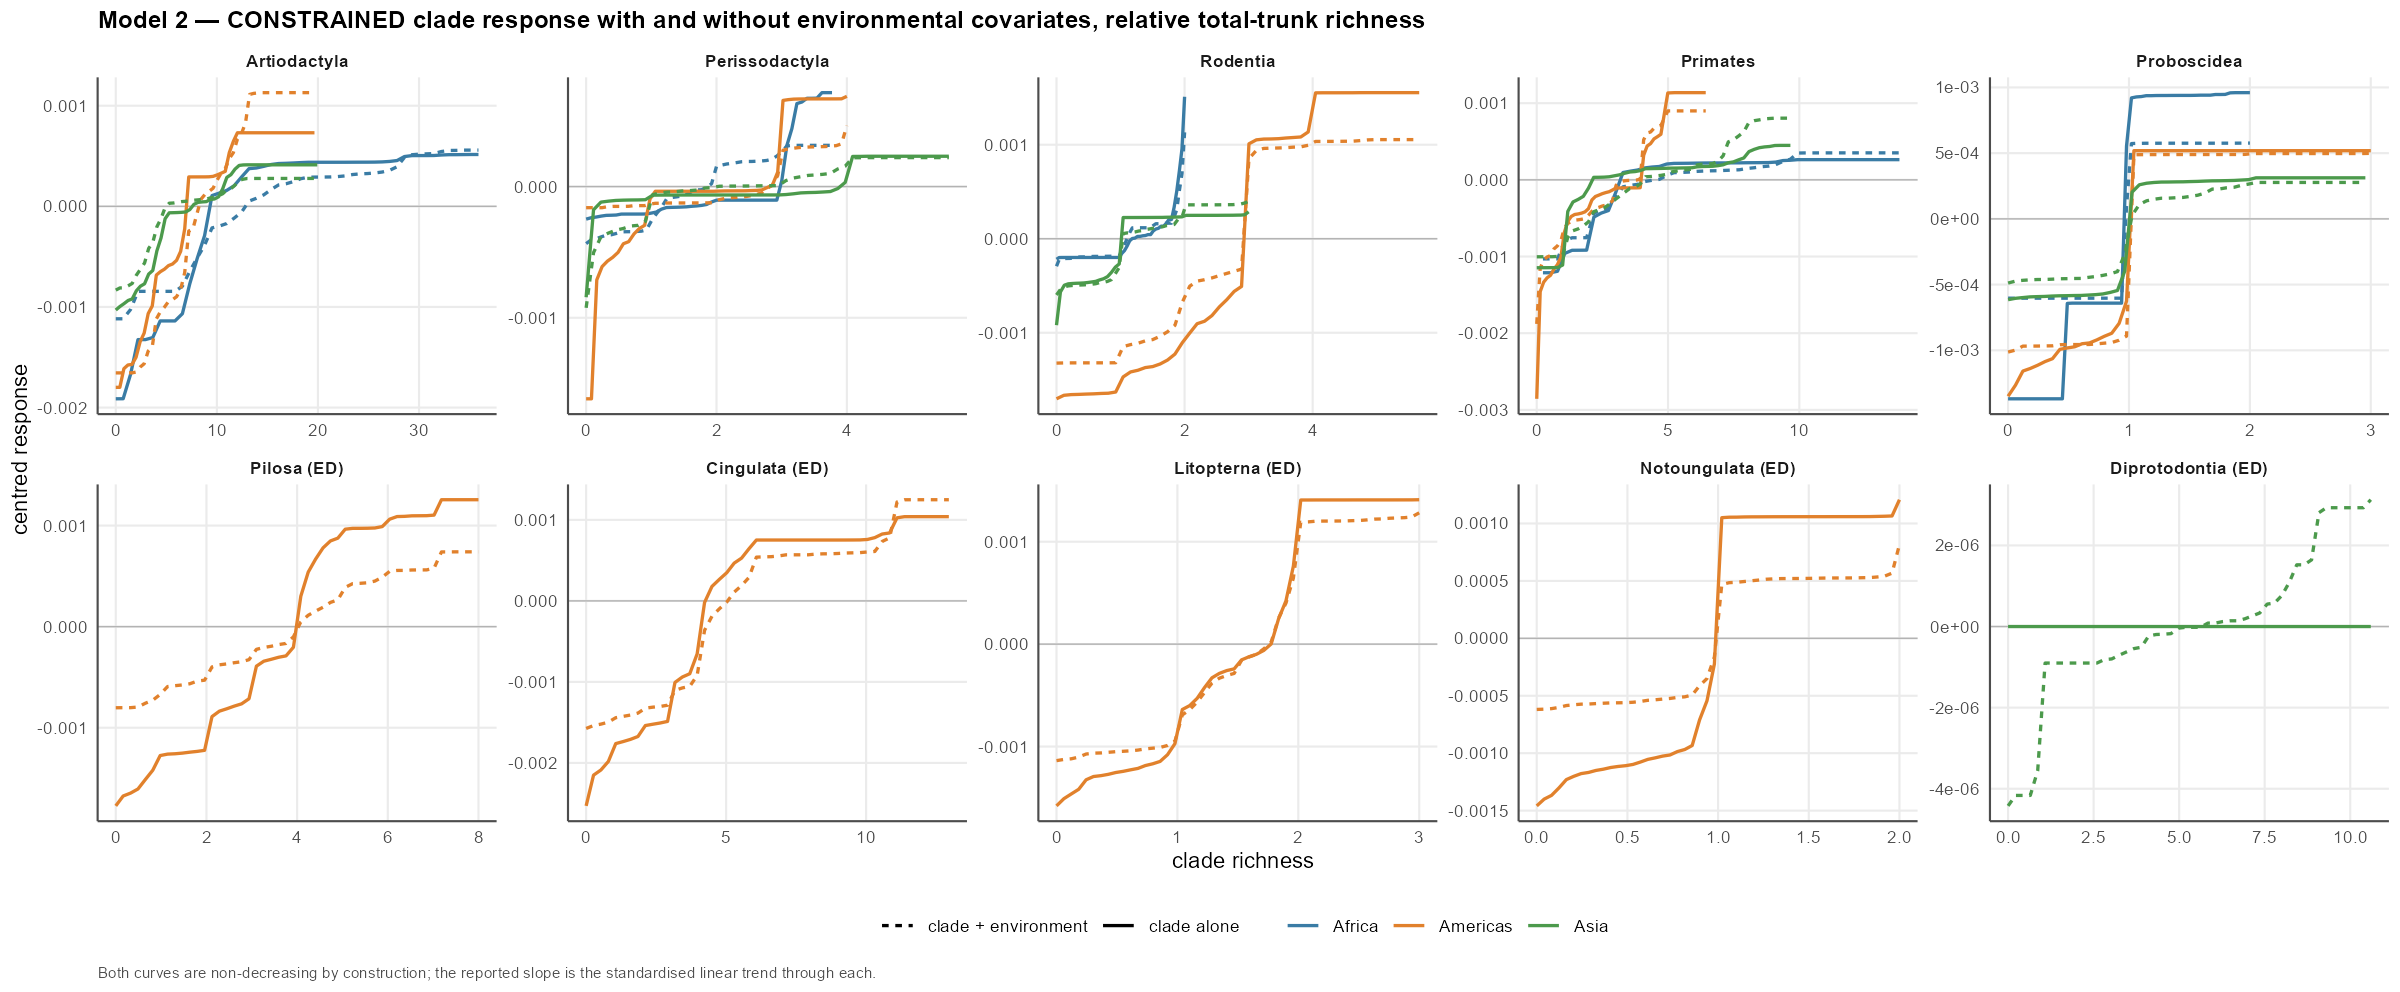 Model 2 — CONSTRAINED clade response with and without environmental covariates, relative total-trunk richness
Artiodactyla
Perissodactyla
Rodentia
Primates
Proboscidea
0.001
0.000
-0.001
-0.002
0 10 20 30
0.000
-0.001
0 2 4
0.001
0.000
-0.001
0 2 4
0.001
0.000
-0.001
-0.002
-0.003
0 5 10
1e-03
5e-04
0e+00
-5e-04
-1e-03
0 1 2 3
centred response
Pilosa (ED)
Cingulata (ED)
Litopterna (ED)
Notoungulata (ED)
Diprotodontia (ED)
0.001
0.000
-0.001
0 2 4 6 8
0.001
0.000
-0.001
-0.002
0 5 10
0.001
0.000
-0.001
0 1 2 3
0.0010
0.0005
0.0000
-0.0005
-0.0010
-0.0015
0.0 0.5 1.0 1.5 2.0
2e-06
0e+00
-2e-06
-4e-06
0.0 2.5 5.0 7.5 10.0
clade richness
clade + environment clade alone Africa Americas Asia
Both curves are non-decreasing by construction; the reported slope is the standardised linear trend through each.